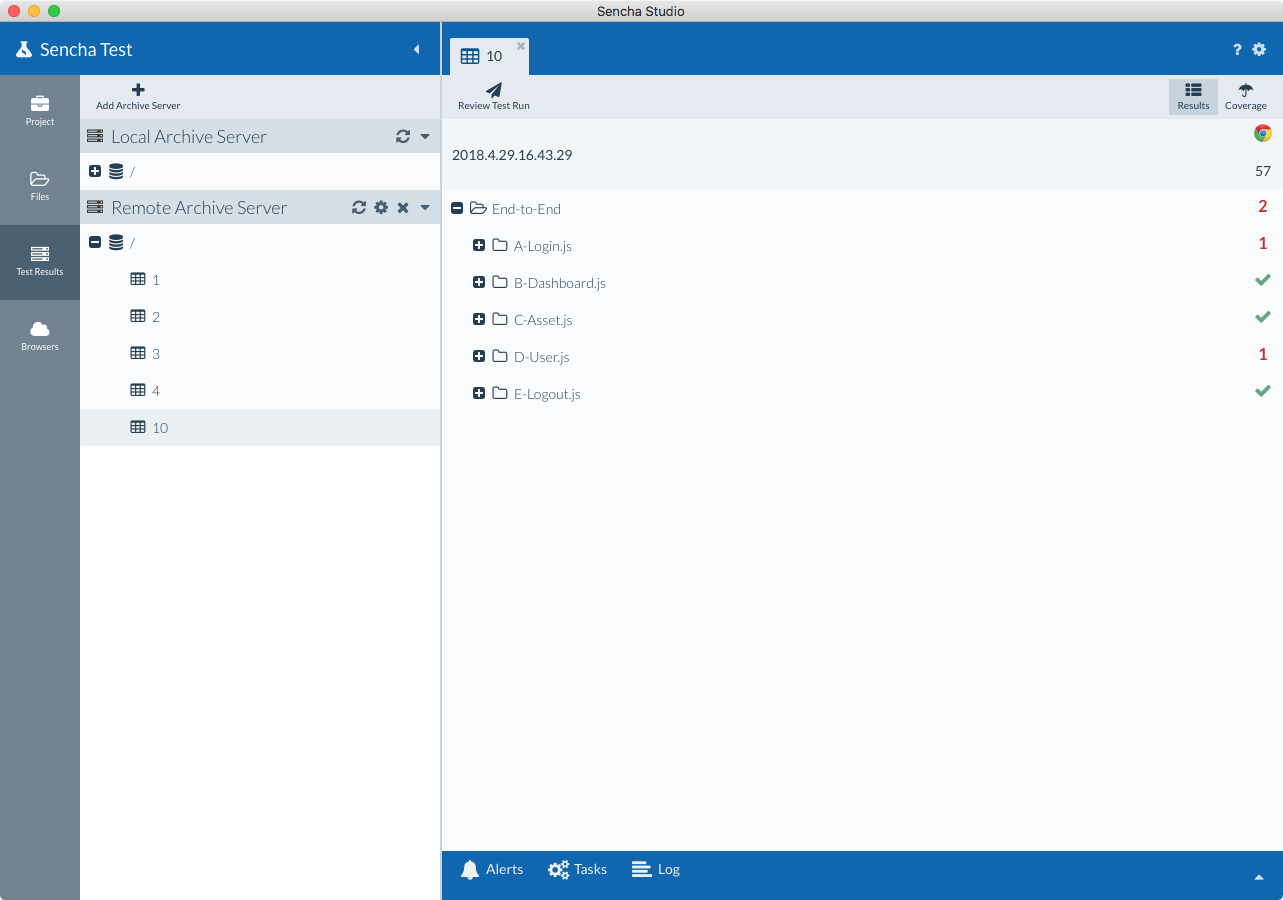 Sencha Studio
Sencha Test
10
?
Project
Files
Test Results
Browsers
Add Archive Server
Local Archive Server
/
Remote Archive Server
/
1
2
3
4
10
Review Test Run
Results
Coverage
2018.4.29.16.43.29
57
End-to-End 2
A-Login.js 1
B-Dashboard.js
C-Asset.js
D-User.js 1
E-Logout.js
Alerts Tasks Log